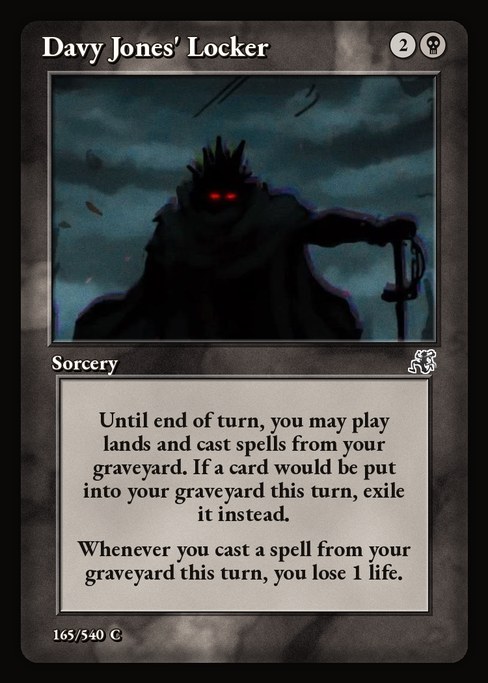 Davy Jones' Locker 2
Sorcery
Until end of turn, you may play
lands and cast spells from your
graveyard. If a card would be put
into your graveyard this turn, exile
it instead.
Whenever you cast a spell from your
graveyard this turn, you lose 1 life.
165/540 C